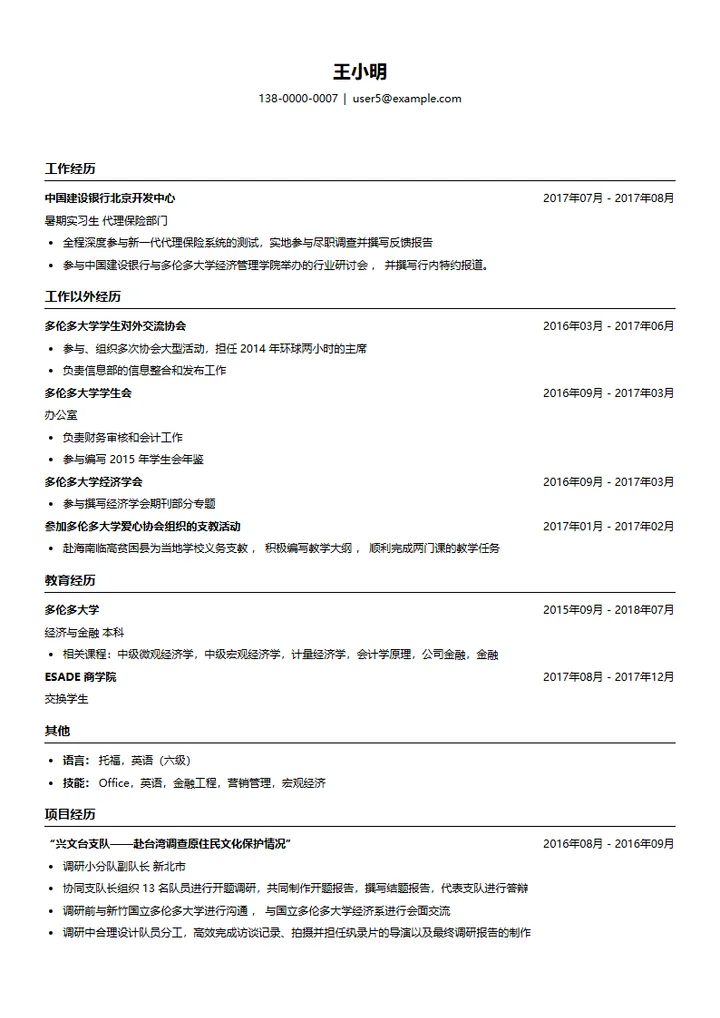 王小明
138-0000-0007 | user5@example.com
工作经历
中国建设银行北京开发中心 2017年07月 - 2017年08月
暑期实习生 代理保险部门
• 全程深度参与新一代代理保险系统的测试，实地参与尽职调查并撰写反馈报告
• 参与中国建设银行与多伦多大学经济管理学院举办的行业研讨会 ， 并撰写行内特约报道。
工作以外经历
多伦多大学学生对外交流协会 2016年03月 - 2017年06月
• 参与、组织多次协会大型活动，担任 2014 年环球两小时的主席
• 负责信息部的信息整合和发布工作
多伦多大学学生会 2016年09月 - 2017年03月
办公室
• 负责财务审核和会计工作
• 参与编写 2015 年学生会年鉴
多伦多大学经济学会 2016年09月 - 2017年03月
• 参与撰写经济学会期刊部分专题
参加多伦多大学爱心协会组织的支教活动 2017年01月 - 2017年02月
• 赴海南临高贫困县为当地学校义务支教 ， 积极编写教学大纲 ， 顺利完成两门课的教学任务
教育经历
多伦多大学 2015年09月 - 2018年07月
经济与金融 本科
• 相关课程：中级微观经济学，中级宏观经济学，计量经济学，会计学原理，公司金融，金融
ESADE 商学院 2017年08月 - 2017年12月
交换学生
其他
• 语言： 托福，英语（六级）
• 技能： Office，英语，金融工程，营销管理，宏观经济
项目经历
“兴文台支队——赴台湾调查原住民文化保护情况” 2016年08月 - 2016年09月
• 调研小分队副队长 新北市
• 协同支队长组织 13 名队员进行开题调研，共同制作开题报告，撰写结题报告，代表支队进行答辩
• 调研前与新竹国立多伦多大学进行沟通 ， 与国立多伦多大学经济系进行会面交流
• 调研中合理设计队员分工，高效完成访谈记录、拍摄并担任纨录片的导演以及最终调研报告的制作